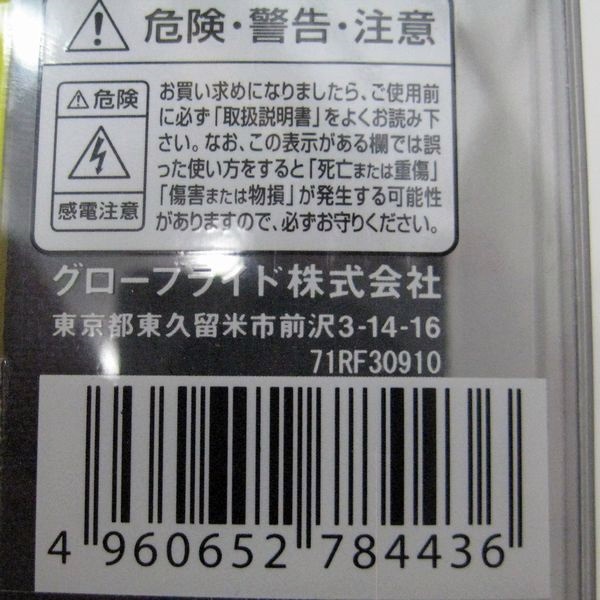 危険・警告・注意
危険
感電注意
お買い求めになりましたら、ご使用前
に必ず「取扱説明書」をよくお読み下
さい。なお、この表示がある欄では誤
った使い方をすると「死亡または重傷」
「傷害または物損」が発生する可能性
がありますので、必ずお守りください。
グローブライド株式会社
東京都東久留米市前沢3-14-16
71RF30910
4 960652 784436